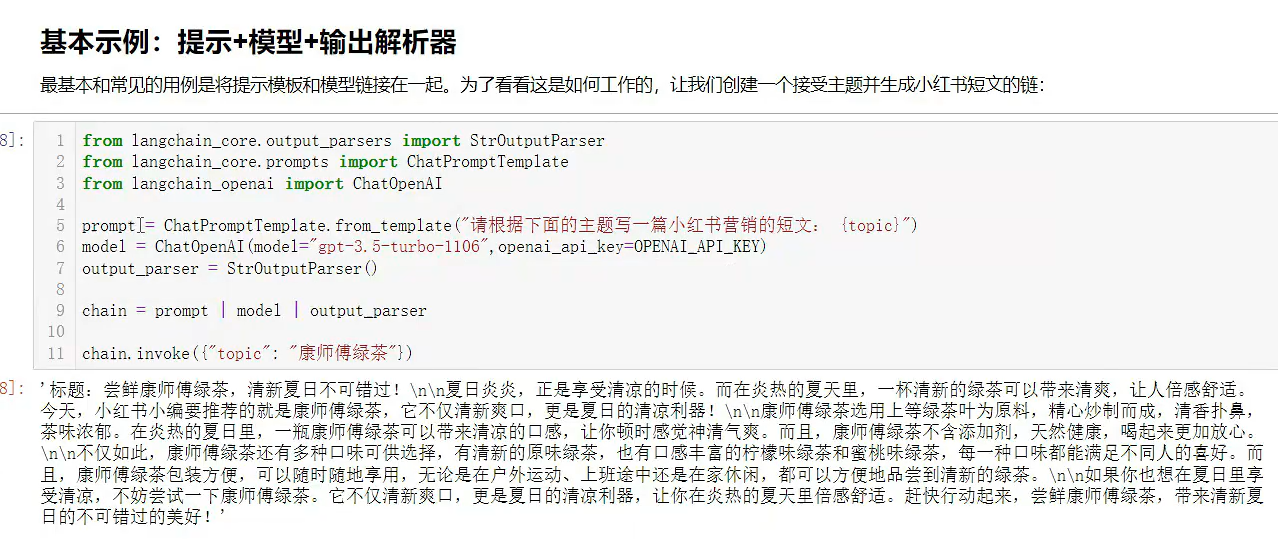 基本示例：提示+模型+输出解析器
最基本和常见的用例是将提示模板和模型链接在一起。为了看看这是如何工作的，让我们创建一个接受主题并生成小红书短文的链：
8]:
1 from langchain_core.output_parsers import StrOutputParser
2 from langchain_core.prompts import ChatPromptTemplate
3 from langchain_openai import ChatOpenAI
4
5 prompt = ChatPromptTemplate.from_template("请根据下面的主题写一篇小红书营销的短文： {topic}")
6 model = ChatOpenAI(model="gpt-3.5-turbo-1106",openai_api_key=OPENAI_API_KEY)
7 output_parser = StrOutputParser()
8
9 chain = prompt | model | output_parser
10
11 chain.invoke({"topic": "康师傅绿茶"})
8]:
'标题：尝鲜康师傅绿茶，清新夏日不可错过！\n\n夏日炎炎，正是享受清凉的时候。而在炎热的夏天里，一杯清新的绿茶可以带来清爽，让人倍感舒适。
今天，小红书小编要推荐的就是康师傅绿茶，它不仅清新爽口，更是夏日的清凉利器！\n\n康师傅绿茶选用上等绿茶叶为原料，精心炒制而成，清香扑鼻，
茶味浓郁。在炎热的夏日里，一瓶康师傅绿茶可以带来清凉的口感，让你顿时感觉神清气爽。而且，康师傅绿茶不含添加剂，天然健康，喝起来更加放心。
\n\n不仅如此，康师傅绿茶还有多种口味可供选择，有清新的原味绿茶，也有口感丰富的柠檬味绿茶和蜜桃味绿茶，每一种口味都能满足不同人的喜好。而
且，康师傅绿茶包装方便，可以随时随地享用，无论是在户外运动、上班途中还是在家休闲，都可以方便地品尝到清新的绿茶。\n\n如果你也想在夏日里享
受清凉，不妨尝试一下康师傅绿茶。它不仅清新爽口，更是夏日的清凉利器，让你在炎热的夏天里倍感舒适。赶快行动起来，尝鲜康师傅绿茶，带来清新夏
日的不可错过的美好！'